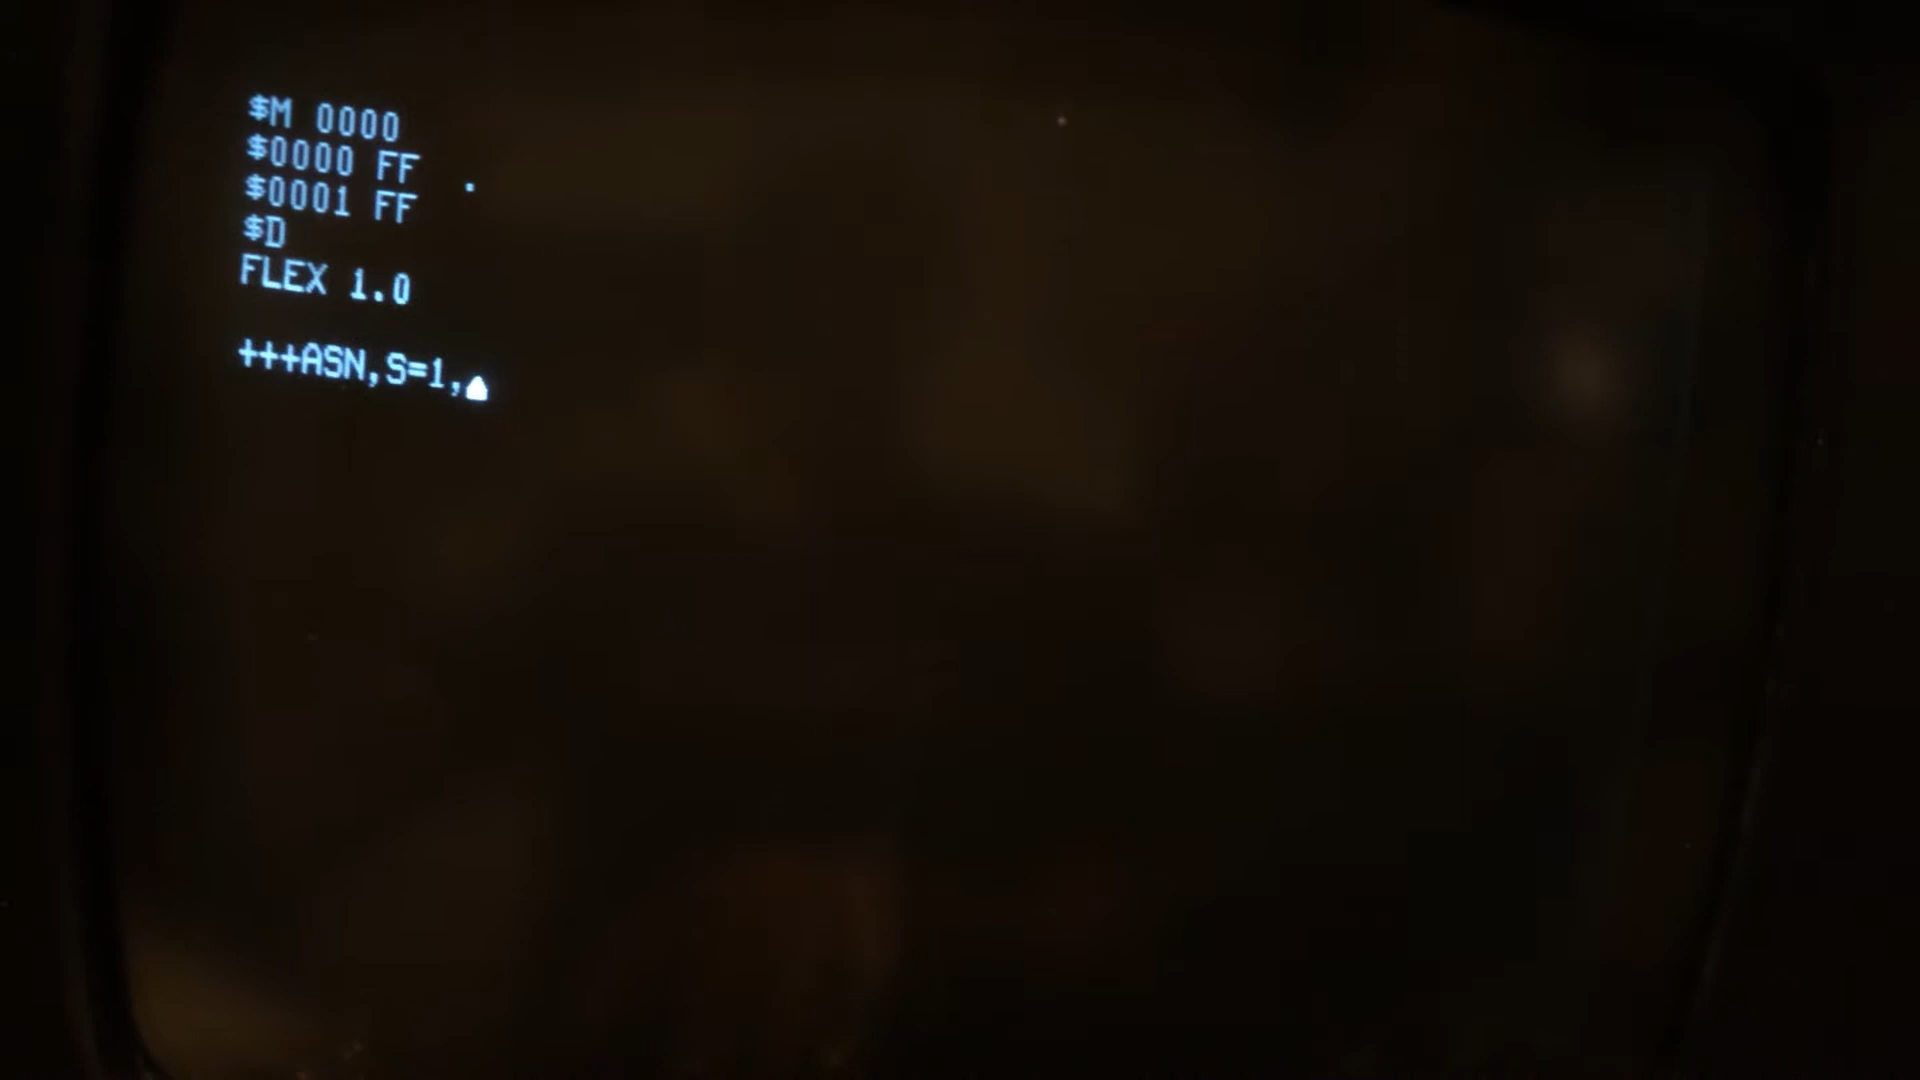 $M 0000
$0000 FF   .
$0001 FF
$D
FLEX 1.0
+++ASN,S=1,